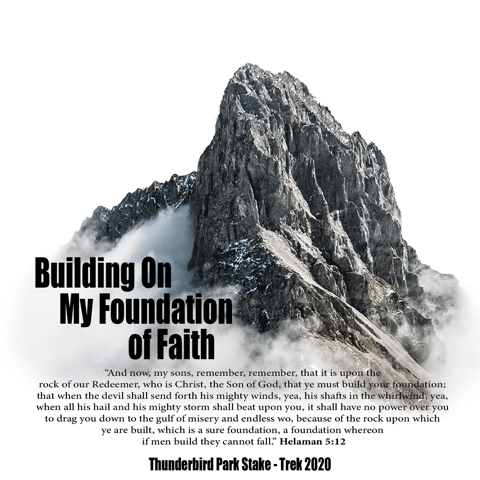 Building On
My Foundation
of Faith
“And now, my sons, remember, remember, that it is upon the
rock of our Redeemer, who is Christ, the Son of God, that ye must build your foundation;
that when the devil shall send forth his mighty winds, yea, his shafts in the whirlwind, yea,
when all his hail and his mighty storm shall beat upon you, it shall have no power over you
to drag you down to the gulf of misery and endless wo, because of the rock upon which
ye are built, which is a sure foundation, a foundation whereon
if men build they cannot fall.” Helaman 5:12
Thunderbird Park Stake - Trek 2020